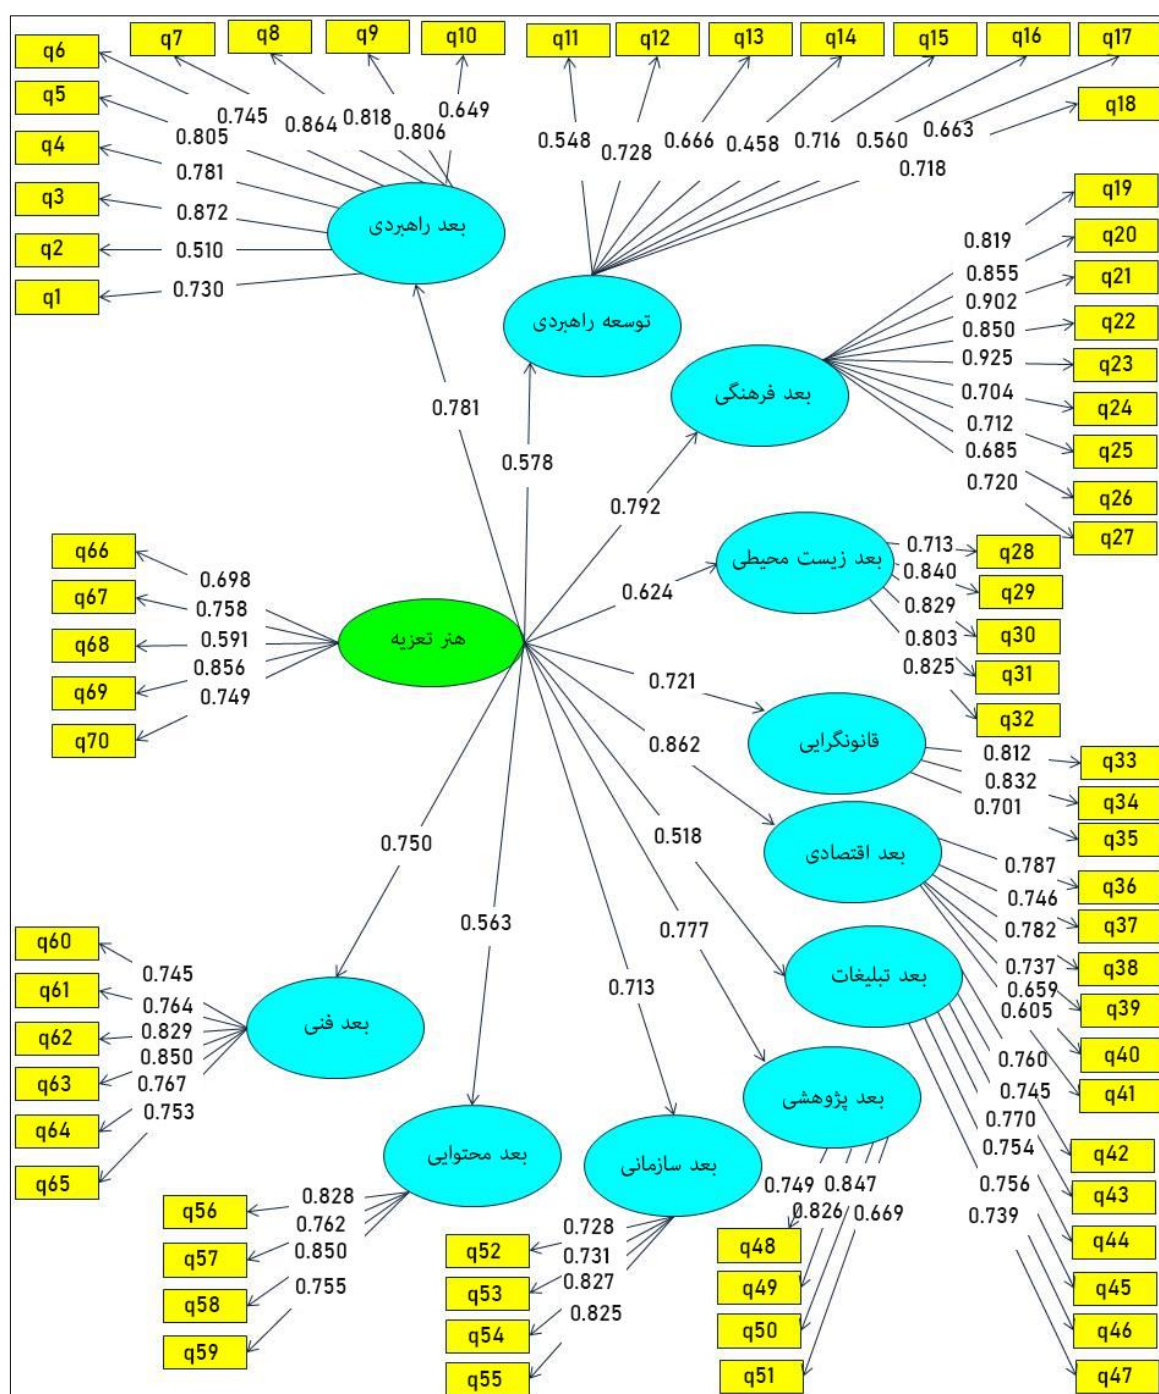 q6
q7
q8
q9
q10
q11
q12
q13
q14
q15
q16
q17
q5
q18
q4
q3
q2
q1
0.745
0.864
0.818
0.806
0.649
0.805
0.781
0.872
0.510
0.730
بعد راهبردی
0.548
0.728
0.666
0.458
0.716
0.560
0.663
0.718
توسعه راهبردی
q19
q20
q21
q22
q23
q24
q25
q26
q27
0.819
0.855
0.902
0.850
0.925
0.704
0.712
0.685
0.720
بعد فرهنگی
0.781
0.578
0.792
0.624
0.721
0.862
0.518
0.777
0.713
0.563
0.750
هنر تعزیه
q66
q67
q68
q69
q70
0.698
0.758
0.591
0.856
0.749
بعد زیست محیطی
0.713
0.840
0.829
0.803
0.825
q28
q29
q30
q31
q32
قانونگرایی
0.812
0.832
0.701
q33
q34
q35
بعد اقتصادی
0.787
0.746
0.782
0.737
0.659
0.605
q36
q37
q38
q39
q40
q41
بعد تبلیغات
0.760
0.745
0.770
0.754
0.756
0.739
q42
q43
q44
q45
q46
q47
بعد پژوهشی
0.749
0.826
0.847
0.669
q48
q49
q50
q51
بعد سازمانی
0.728
0.731
0.827
0.825
q52
q53
q54
q55
بعد محتوایی
0.828
0.762
0.850
0.755
q56
q57
q58
q59
بعد فنی
0.745
0.764
0.829
0.850
0.767
0.753
q60
q61
q62
q63
q64
q65